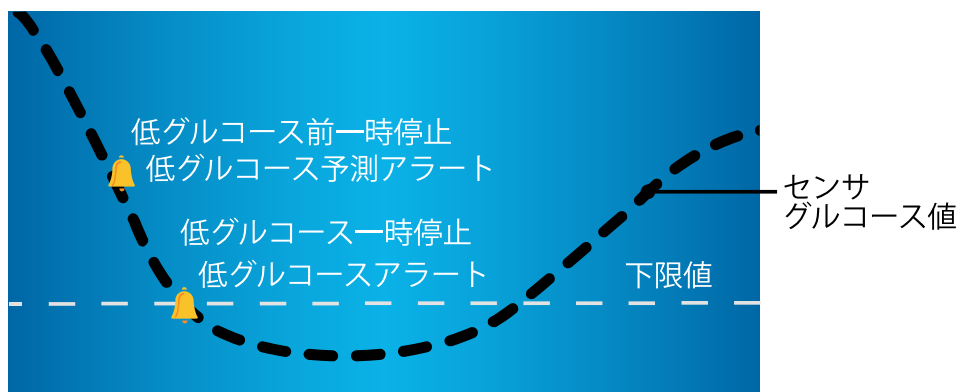 低グルコース前一時停止
低グルコース予測アラート
低グルコース一時停止
低グルコースアラート
下限値
センサ
グルコース値